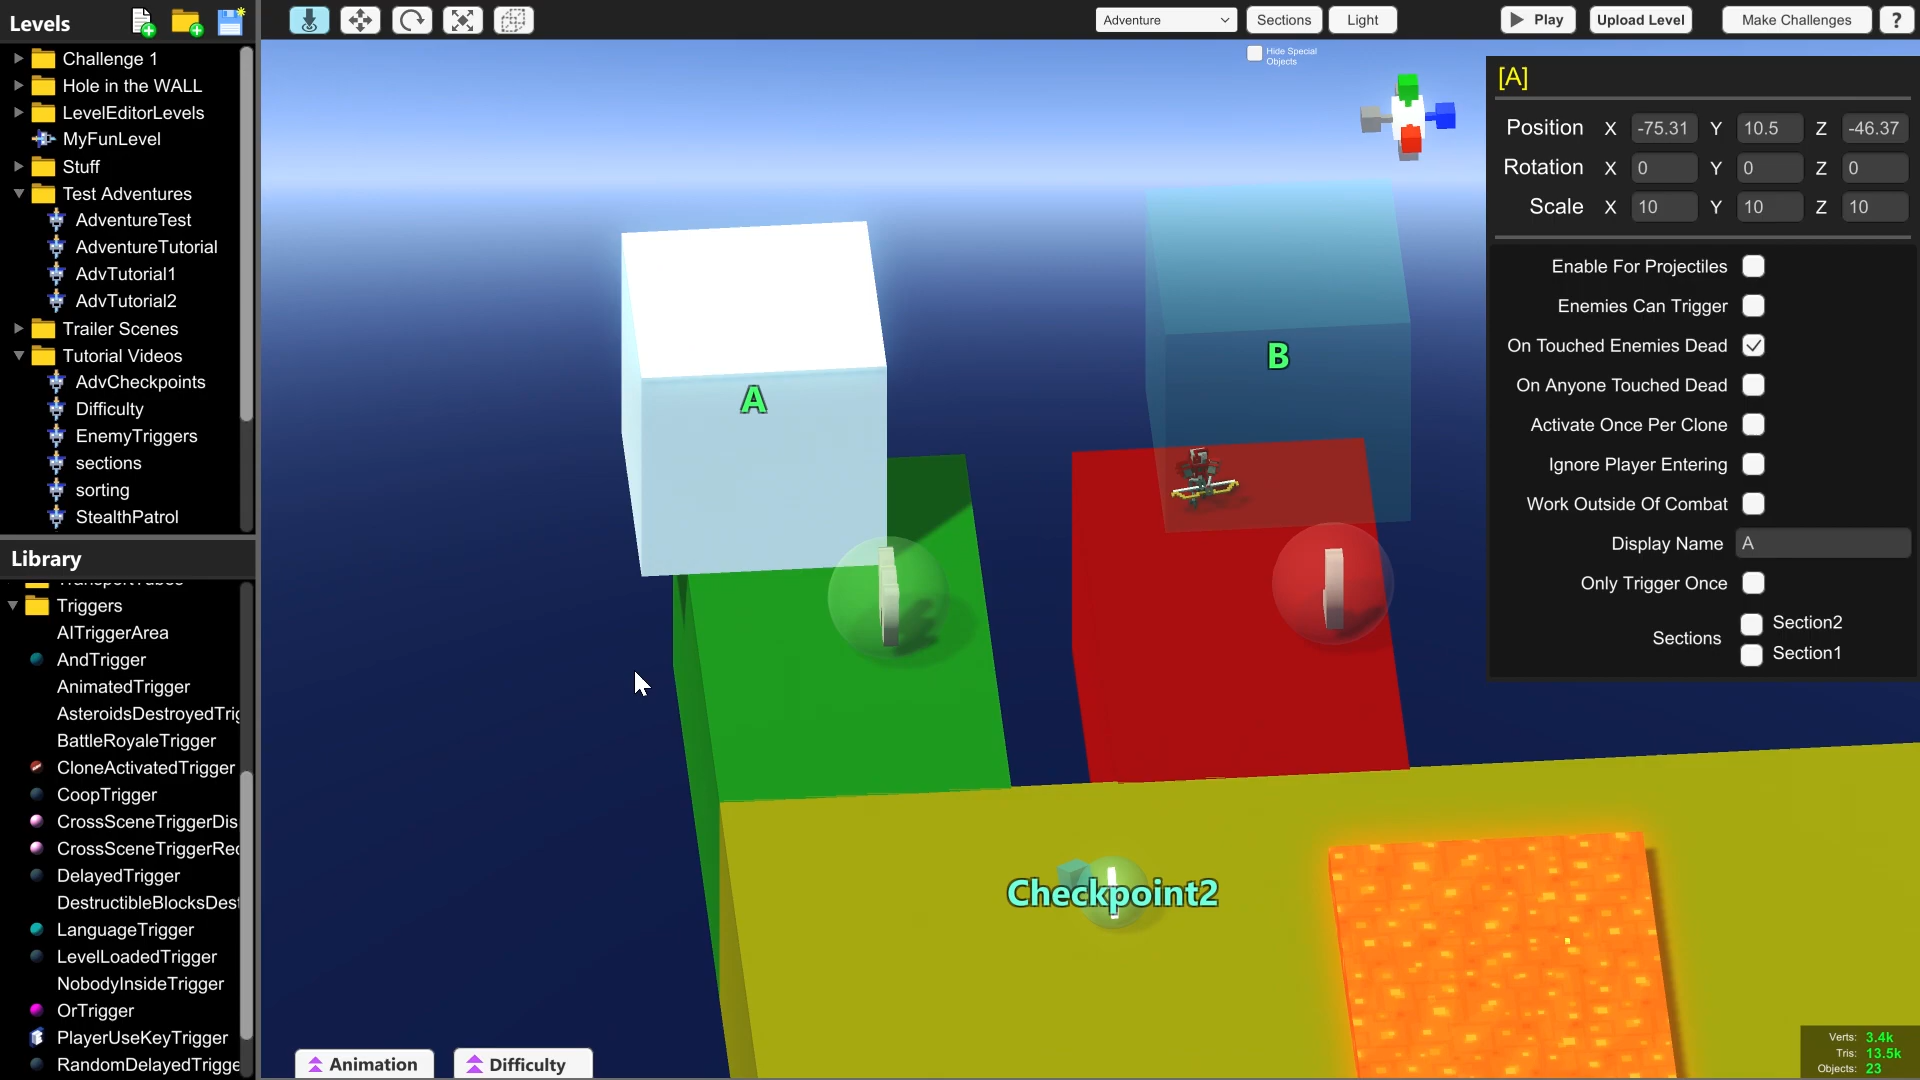 Levels
Adventure
Sections
Light
Play
Upload Level
Make Challenges
?
Challenge 1
Hole in the WALL
LevelEditorLevels
MyFunLevel
Stuff
Test Adventures
AdventureTest
AdventureTutorial
AdvTutorial1
AdvTutorial2
Trailer Scenes
Tutorial Videos
AdvCheckpoints
Difficulty
EnemyTriggers
sections
sorting
StealthPatrol
Library
Triggers
AITriggerArea
AndTrigger
AnimatedTrigger
AsteroidsDestroyedTrig
BattleRoyaleTrigger
CloneActivatedTrigger
CoopTrigger
CrossSceneTriggerDis
CrossSceneTriggerRec
DelayedTrigger
DestructibleBlocksDest
LanguageTrigger
LevelLoadedTrigger
NobodyInsideTrigger
OrTrigger
PlayerUseKeyTrigger
RandomDelayedTrigge
Hide Special
Objects
A
B
Checkpoint2
Animation
Difficulty
[A]
Position X -75.31 Y 10.5 Z -46.37
Rotation X 0 Y 0 Z 0
Scale X 10 Y 10 Z 10
Enable For Projectiles
Enemies Can Trigger
On Touched Enemies Dead
On Anyone Touched Dead
Activate Once Per Clone
Ignore Player Entering
Work Outside Of Combat
Display Name A
Only Trigger Once
Sections
Section2
Section1
Verts: 3.4k
Tris: 13.5k
Objects: 23